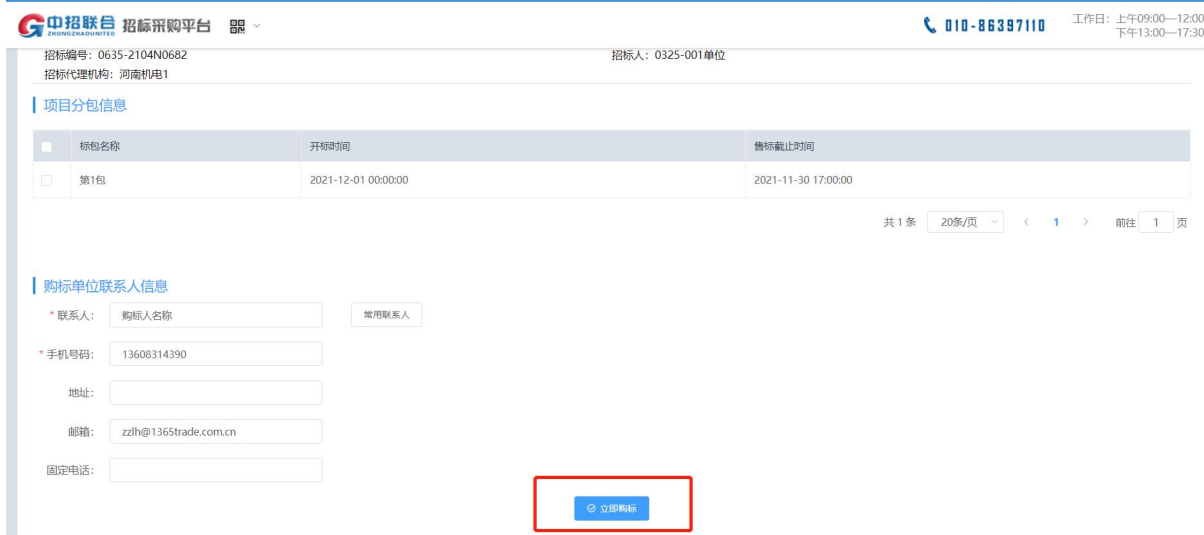 中招联合 招标采购平台
ZHONGZHAOUNITED
010-86397110
工作日：上午09:00—12:00
下午13:00—17:30
招标编号：0635-2104N0682 招标人：0325-001单位
招标代理机构：河南机电1
项目分包信息
标包名称 开标时间 售标截止时间
第1包 2021-12-01 00:00:00 2021-11-30 17:00:00
共 1 条 20条/页 < 1 > 前往 1 页
购标单位联系人信息
* 联系人： 购标人名称 常用联系人
* 手机号码： 13608314390
地址：
邮箱： zzlh@1365trade.com.cn
固定电话：
立即购标